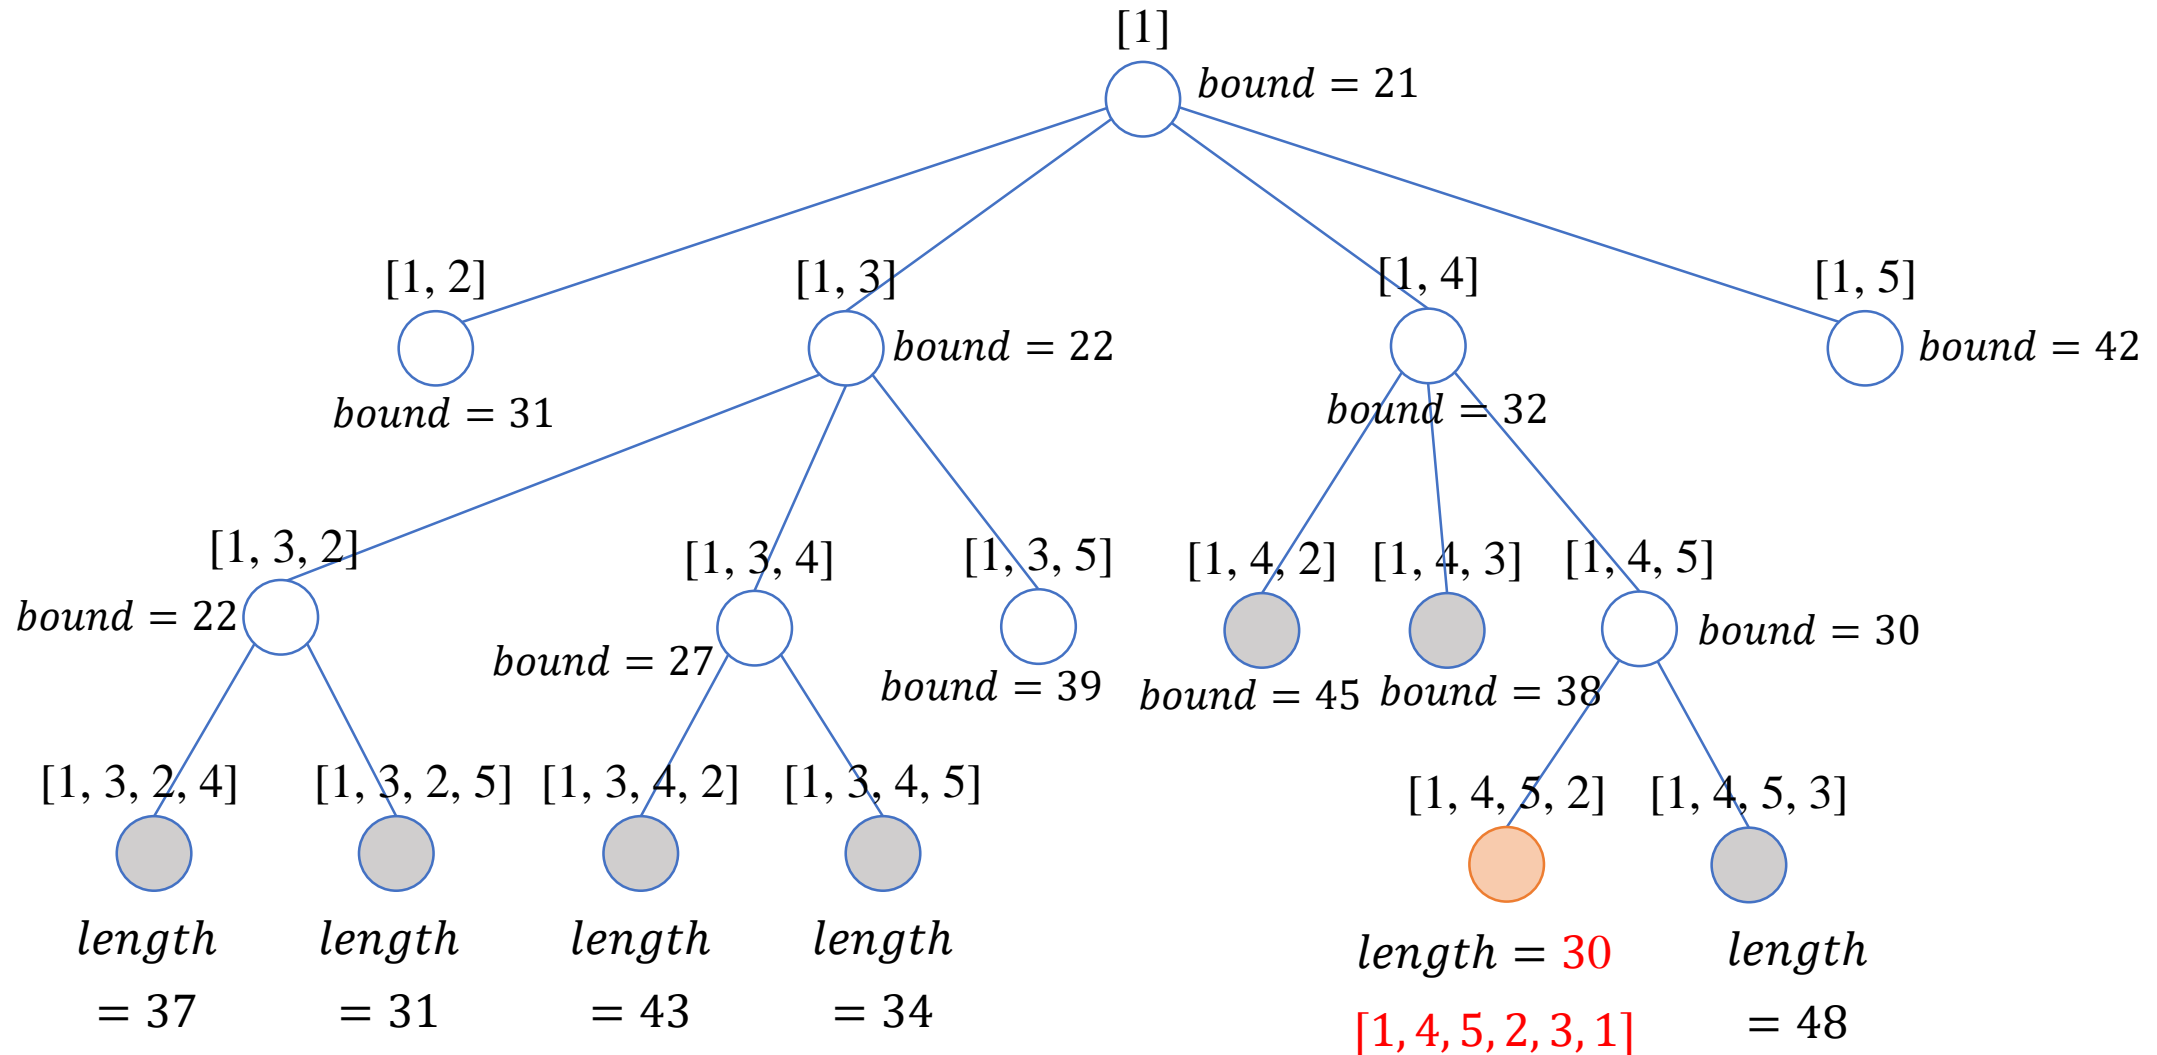 [1]
bound = 21
[1, 2]
[1, 3]
[1, 4]
[1, 5]
bound = 31
bound = 22
bound = 32
bound = 42
[1, 3, 2]
[1, 3, 4]
[1, 3, 5]
[1, 4, 2]
[1, 4, 3]
[1, 4, 5]
bound = 22
bound = 27
bound = 39
bound = 45
bound = 38
bound = 30
[1, 3, 2, 4]
[1, 3, 2, 5]
[1, 3, 4, 2]
[1, 3, 4, 5]
[1, 4, 5, 2]
[1, 4, 5, 3]
length
= 37
length
= 31
length
= 43
length
= 34
length = 30
[1, 4, 5, 2, 3, 1]
length
= 48